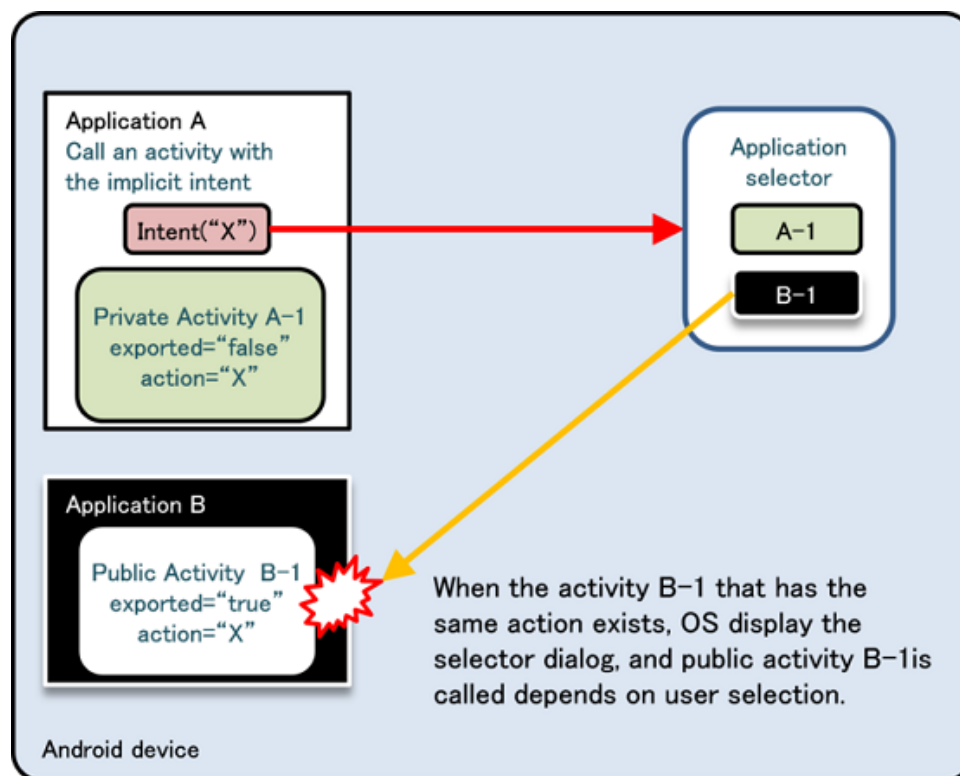 Application A
Call an activity with
the implicit intent
Intent(“X”)
Private Activity A-1
exported=“false”
action=“X”
Application
selector
A-1
B-1
Application B
Public Activity B-1
exported=“true”
action=“X”
When the activity B-1 that has the
same action exists, OS display the
selector dialog, and public activity B-1is
called depends on user selection.
Android device